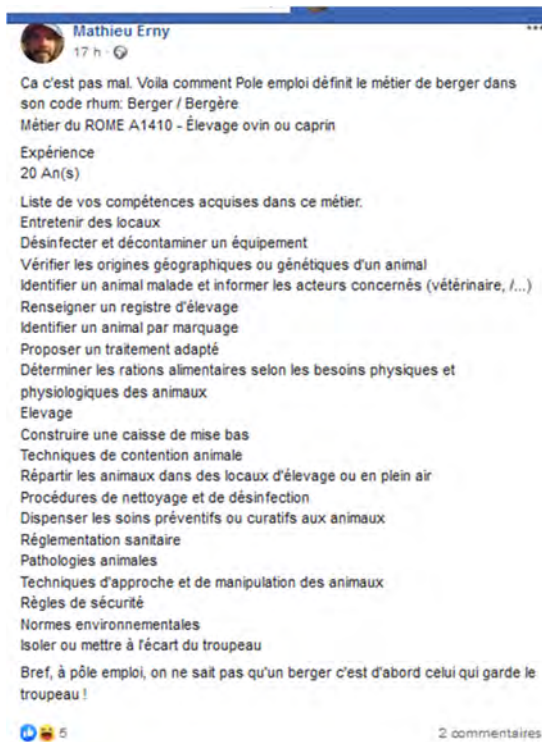 Mathieu Erny
17 h
Ca c'est pas mal. Voila comment Pole emploi définit le métier de berger dans
son code rhum: Berger / Bergère
Métier du ROME A1410 - Élevage ovin ou caprin
Expérience
20 An(s)
Liste de vos compétences acquises dans ce métier.
Entretenir des locaux
Désinfecter et décontaminer un équipement
Vérifier les origines géographiques ou génétiques d'un animal
Identifier un animal malade et informer les acteurs concernés (vétérinaire, /...)
Renseigner un registre d'élevage
Identifier un animal par marquage
Proposer un traitement adapté
Déterminer les rations alimentaires selon les besoins physiques et
physiologiques des animaux
Elevage
Construire une caisse de mise bas
Techniques de contention animale
Répartir les animaux dans des locaux d'élevage ou en plein air
Procédures de nettoyage et de désinfection
Dispenser les soins préventifs ou curatifs aux animaux
Réglementation sanitaire
Pathologies animales
Techniques d'approche et de manipulation des animaux
Règles de sécurité
Normes environnementales
Isoler ou mettre à l'écart du troupeau
Bref, à pôle emploi, on ne sait pas qu'un berger c'est d'abord celui qui garde le
troupeau !
5
2 commentaires